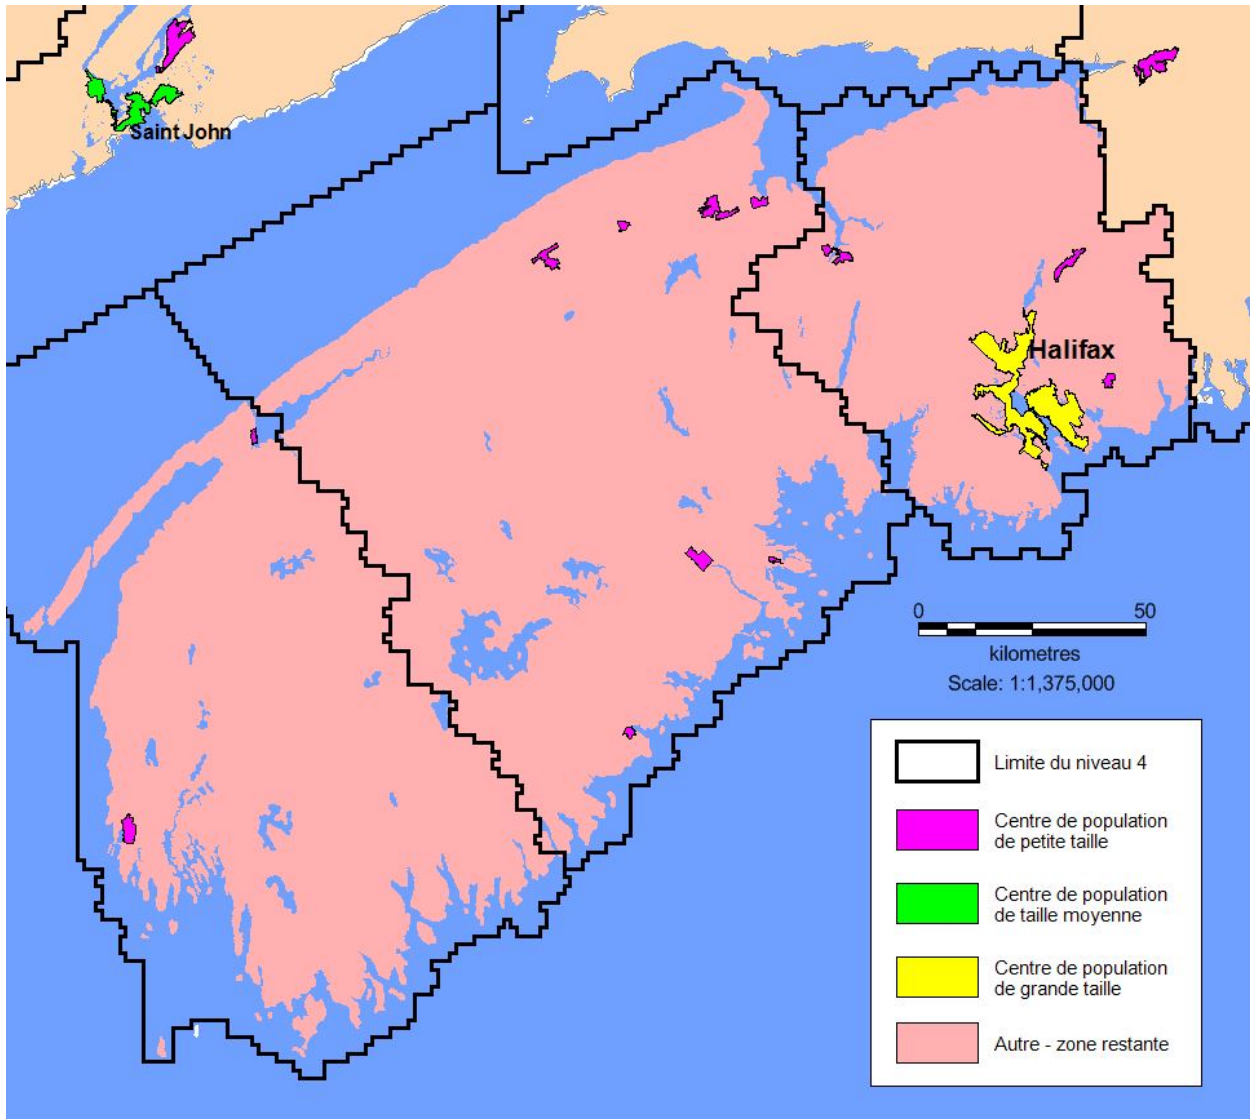 Saint John
Halifax
0 50
kilometres
Scale: 1:1,375,000
Limite du niveau 4
Centre de population
de petite taille
Centre de population
de taille moyenne
Centre de population
de grande taille
Autre - zone restante